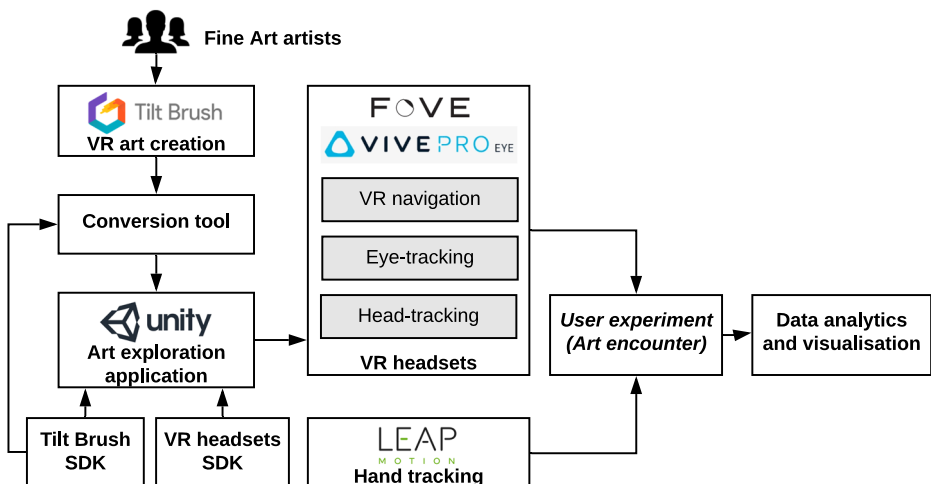 Fine Art artists
Tilt Brush
VR art creation
Conversion tool
unity
Art exploration
application
Tilt Brush
SDK
VR headsets
SDK
FOVE
VIVE PRO EYE
VR navigation
Eye-tracking
Head-tracking
VR headsets
LEAP
MOTION
Hand tracking
User experiment
(Art encounter)
Data analytics
and visualisation